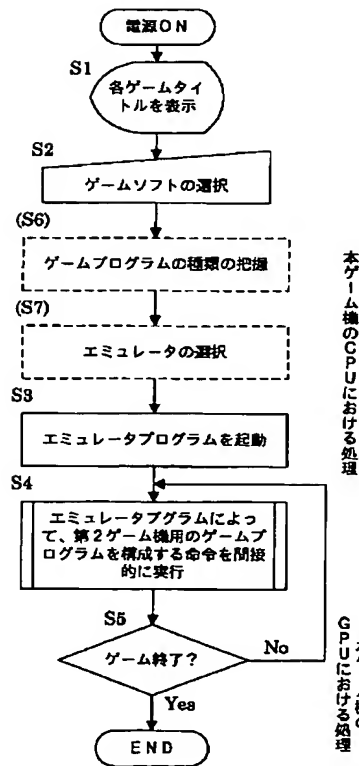 電源ON
S1
各ゲームタイ
トルを表示
S2
ゲームソフトの選択
(S6)
ゲームプログラムの種類の把握
(S7)
エミュレータの選択
S3
エミュレータプログラムを起動
S4
エミュレータブグラムによっ
て、第2ゲーム機用のゲームプ
ログラムを構成する命令を間接
的に実行
S5
ゲーム終了?
No
Yes
END
本ゲーム機のCPUにおける処理
GPUにおける処理